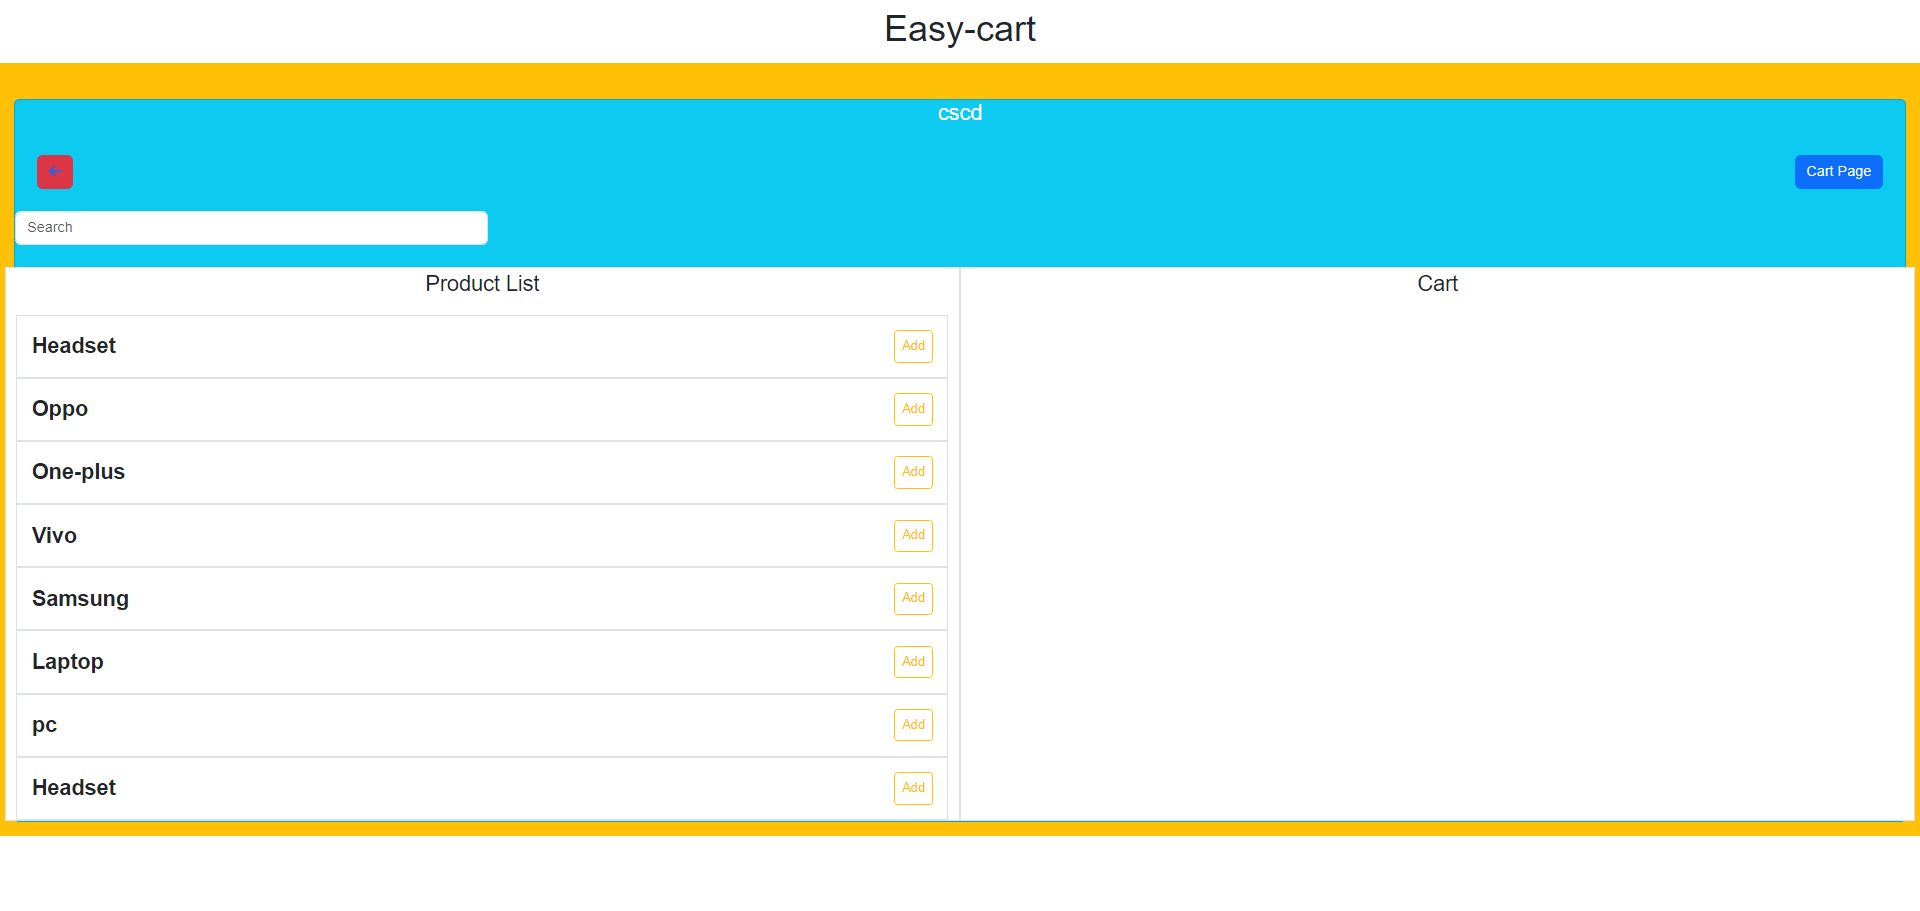 Easy-cart
cscd
←
Cart Page
Search
Product List
Cart
Headset
Add
Oppo
Add
One-plus
Add
Vivo
Add
Samsung
Add
Laptop
Add
pc
Add
Headset
Add